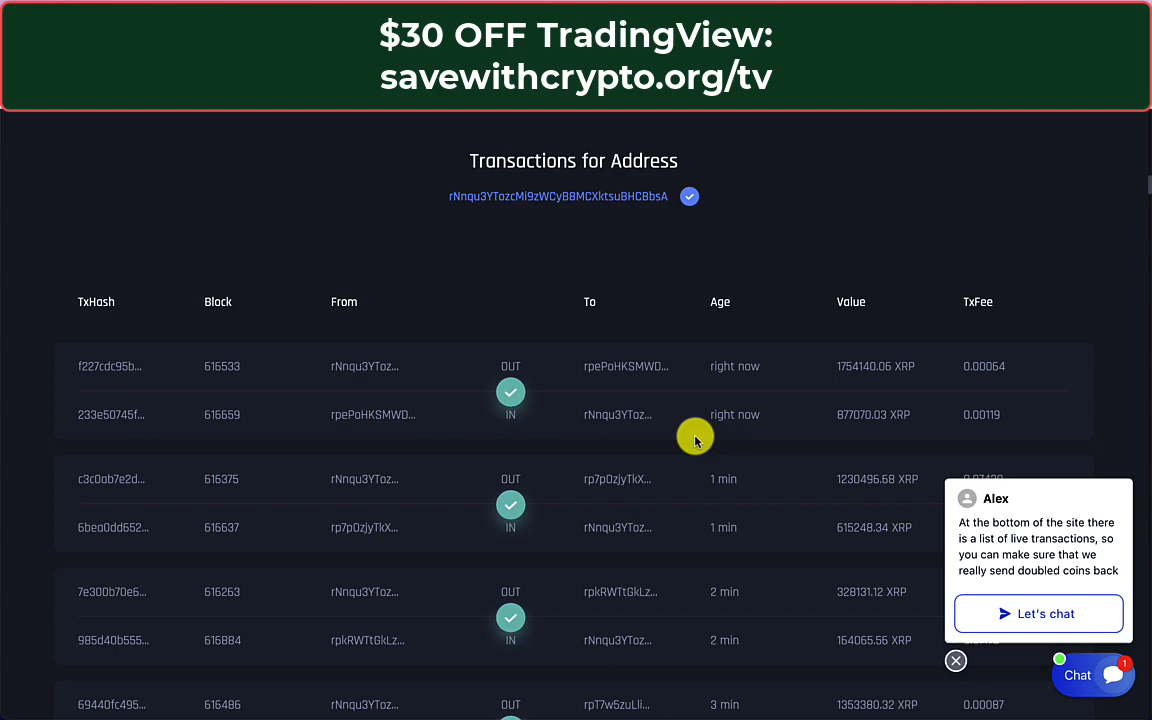 $30 OFF TradingView:
savewithcrypto.org/tv
Transactions for Address
rNnqu3YTozcMi9zWCyBBMCXktsuBHCBbsA
TxHash Block From To Age Value TxFee
f227cdc95b... 616533 rNnqu3YToz... OUT rpePoHKSMWD... right now 1754140.06 XRP 0.00064
233e50745f... 616659 rpePoHKSMWD... IN rNnqu3YToz... right now 877070.03 XRP 0.00119
c3c0ab7e2d... 616375 rNnqu3YToz... OUT rp7pOzjyTkX... 1 min 1230496.68 XRP
6bea0dd652... 616637 rp7pOzjyTkX... IN rNnqu3YToz... 1 min 615248.34 XRP
7e300b70e6... 616263 rNnqu3YToz... OUT rpkRWTtGkLz... 2 min 328131.12 XRP
985d40b555... 616884 rpkRWTtGkLz... IN rNnqu3YToz... 2 min 164065.56 XRP
69440fc495... 616486 rNnqu3YToz... OUT rpT7w5zuLli... 3 min 1353380.32 XRP 0.00087
Alex
At the bottom of the site there
is a list of live transactions, so
you can make sure that we
really send doubled coins back
Let's chat
Chat 1